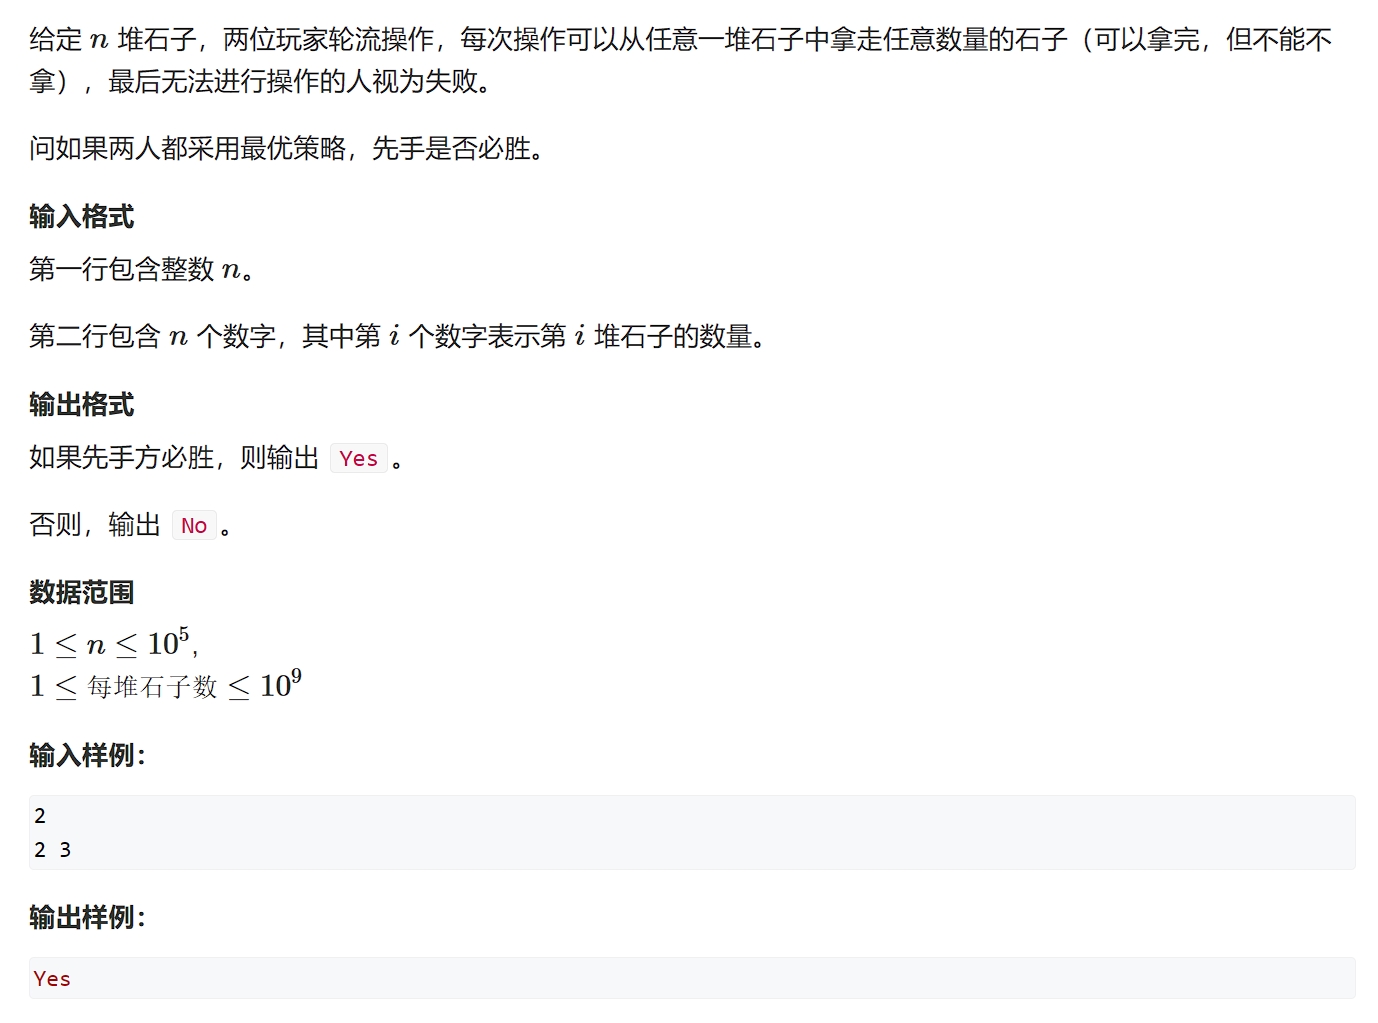 给定 n 堆石子，两位玩家轮流操作，每次操作可以从任意一堆石子中拿走任意数量的石子（可以拿完，但不能不
拿），最后无法进行操作的人视为失败。
问如果两人都采用最优策略，先手是否必胜。
输入格式
第一行包含整数 n。
第二行包含 n 个数字，其中第 i 个数字表示第 i 堆石子的数量。
输出格式
如果先手方必胜，则输出 Yes 。
否则，输出 No 。
数据范围
1 ≤ n ≤ 10⁵,
1 ≤ 每堆石子数 ≤ 10⁹
输入样例：
2
2 3
输出样例：
Yes